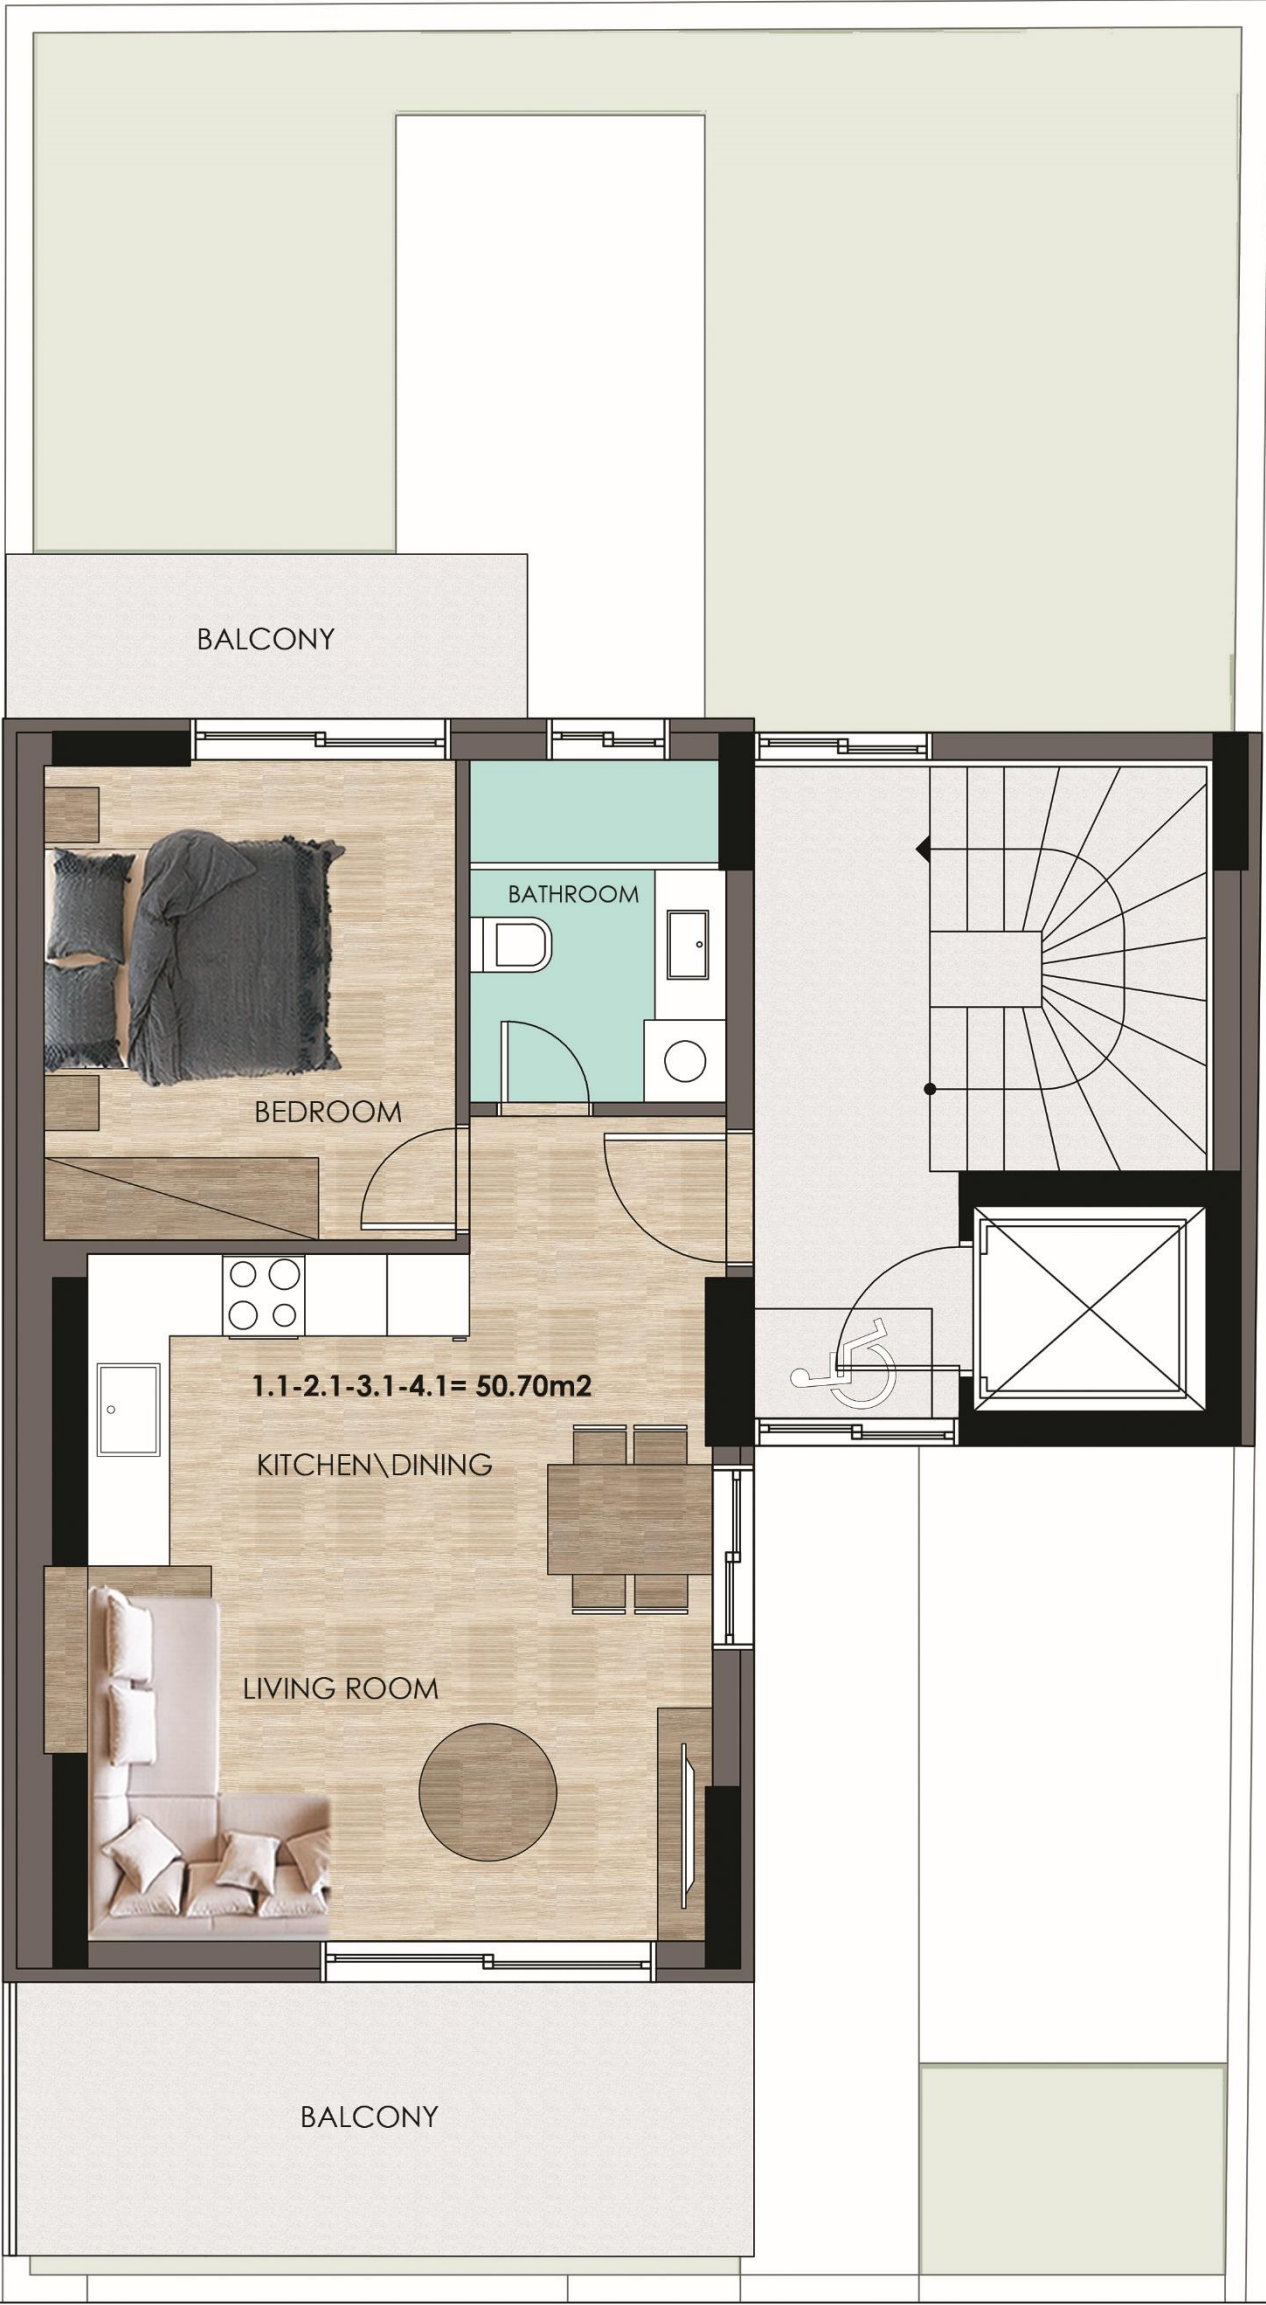 BALCONY
BATHROOM
BEDROOM
1.1-2.1-3.1-4.1= 50.70m2
KITCHEN\DINING
LIVING ROOM
BALCONY